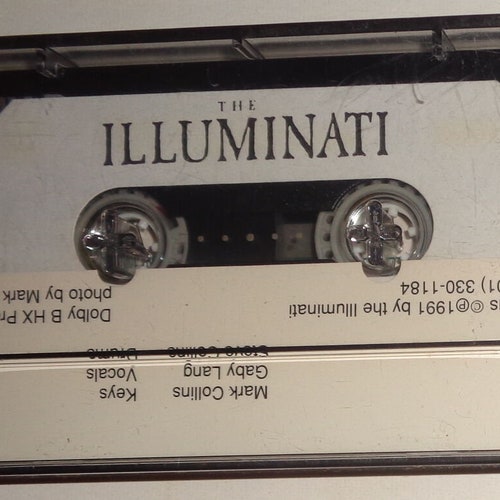 THE
ILLUMINATI
Mark Collins Keys
Gaby Lang Vocals
Steve Collins Drums
©℗1991 by the Illuminati Dolby B HX
01) 330-1184 photo by Mark